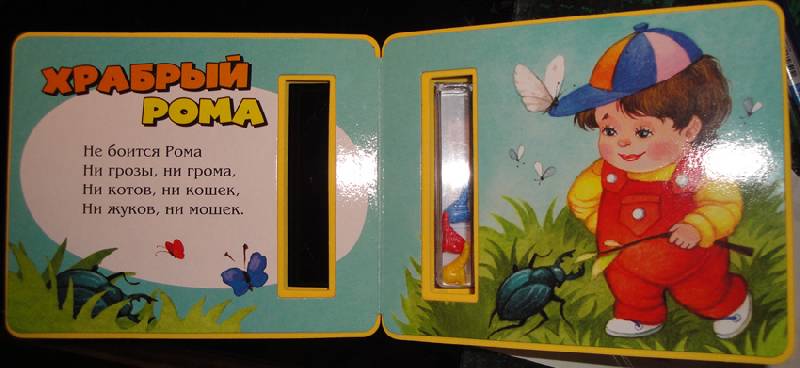 ХРАБРЫЙ
РОМА
Не боится Рома
Ни грозы, ни грома,
Ни котов, ни кошек,
Ни жуков, ни мошек.